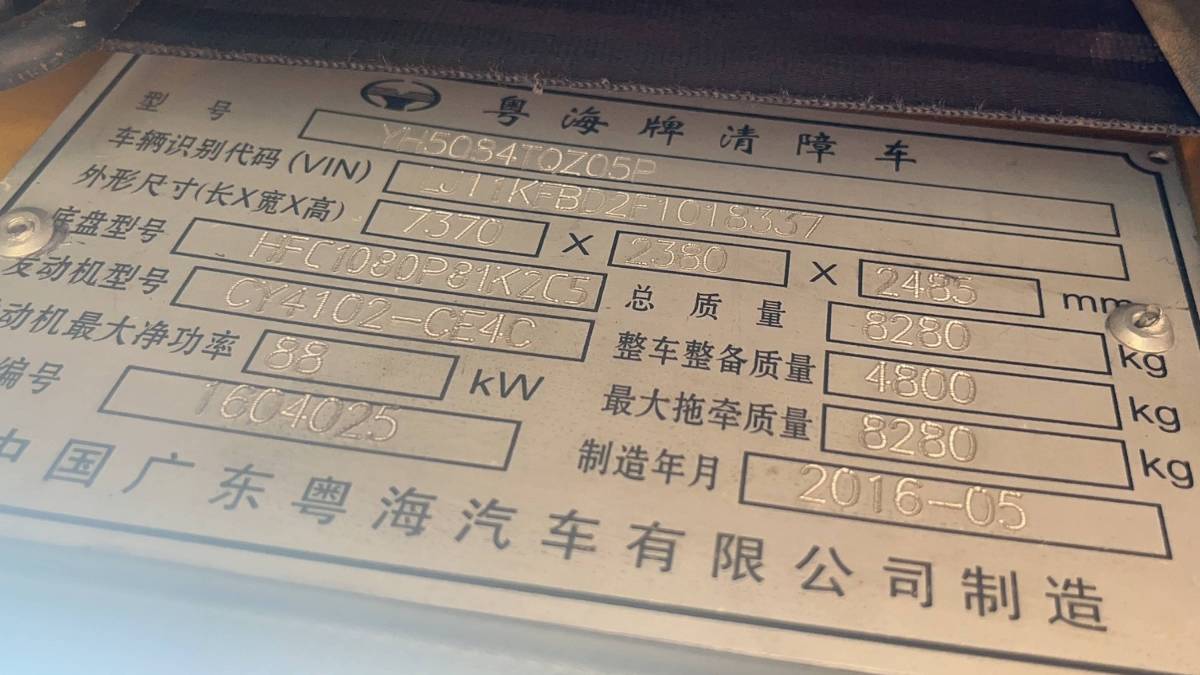 粤海牌清障车
型号 YH5084TQZ05P
车辆识别代码(VIN) LJ11KFBD2F1018337
外形尺寸(长X宽X高) 7370 X 2380 X 2485 mm
底盘型号 HFC1080P81K2C5 总质量 8280 kg
发动机型号 CY4102-CE4C 整车整备质量 4800 kg
动机最大净功率 88 kW 最大拖牵质量 8280 kg
编号 1604025 制造年月 2016-05
中国广东粤海汽车有限公司制造